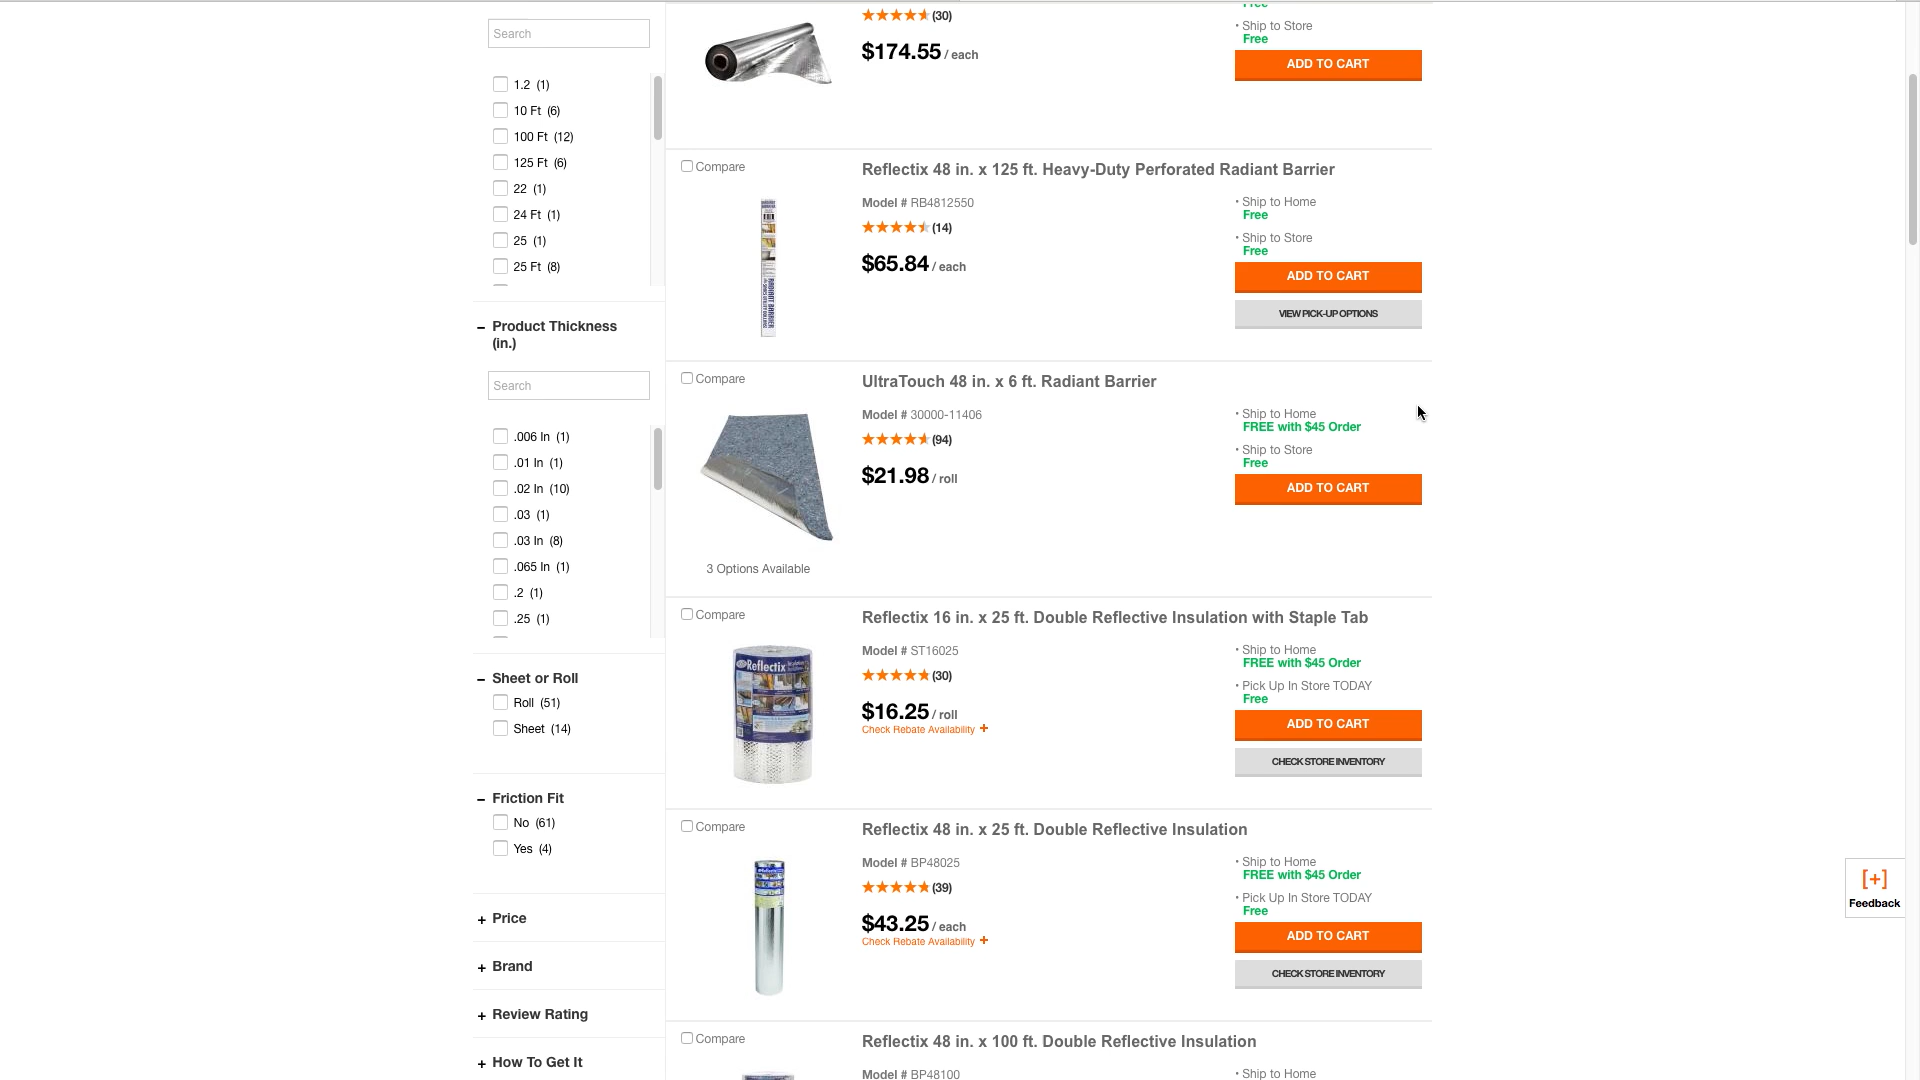 Search
1.2 (1)
10 Ft (6)
100 Ft (12)
125 Ft (6)
22 (1)
24 Ft (1)
25 (1)
25 Ft (8)
− Product Thickness
(in.)
Search
.006 In (1)
.01 In (1)
.02 In (10)
.03 (1)
.03 In (8)
.065 In (1)
.2 (1)
.25 (1)
− Sheet or Roll
Roll (51)
Sheet (14)
− Friction Fit
No (61)
Yes (4)
+ Price
+ Brand
+ Review Rating
+ How To Get It
(30)
$174.55 / each
Free
• Ship to Store
Free
ADD TO CART
Compare
Reflectix 48 in. x 125 ft. Heavy-Duty Perforated Radiant Barrier
Model # RB4812550
(14)
$65.84 / each
• Ship to Home
Free
• Ship to Store
Free
ADD TO CART
VIEW PICK-UP OPTIONS
RADIANT BARRIER
Compare
UltraTouch 48 in. x 6 ft. Radiant Barrier
Model # 30000-11406
(94)
$21.98 / roll
• Ship to Home
FREE with $45 Order
• Ship to Store
Free
ADD TO CART
3 Options Available
Compare
Reflectix 16 in. x 25 ft. Double Reflective Insulation with Staple Tab
Model # ST16025
(30)
$16.25 / roll
Check Rebate Availability +
• Ship to Home
FREE with $45 Order
• Pick Up In Store TODAY
Free
ADD TO CART
CHECK STORE INVENTORY
Reflectix
Compare
Reflectix 48 in. x 25 ft. Double Reflective Insulation
Model # BP48025
(39)
$43.25 / each
Check Rebate Availability +
• Ship to Home
FREE with $45 Order
• Pick Up In Store TODAY
Free
ADD TO CART
CHECK STORE INVENTORY
Reflectix
Compare
Reflectix 48 in. x 100 ft. Double Reflective Insulation
Model # BP48100
• Ship to Home
[+]
Feedback